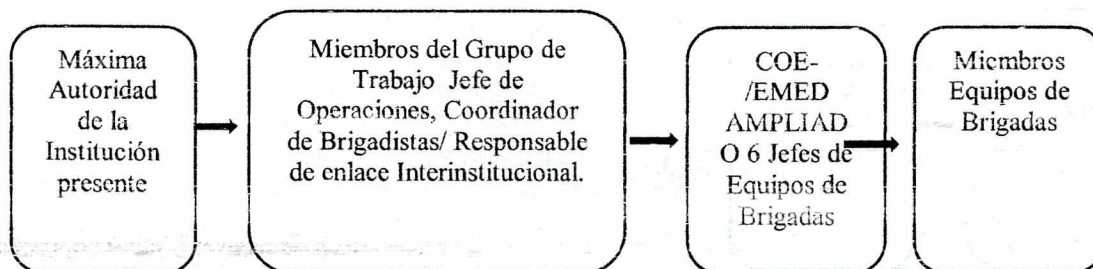 Máxima
Autoridad
de la
Institución
presente
Miembros del Grupo de
Trabajo Jefe de
Operaciones, Coordinador
de Brigadistas/ Responsable
de enlace Interinstitucional.
COE-
/EMED
AMPLIAD
O 6 Jefes de
Equipos de
Brigadas
Miembros
Equipos de
Brigadas